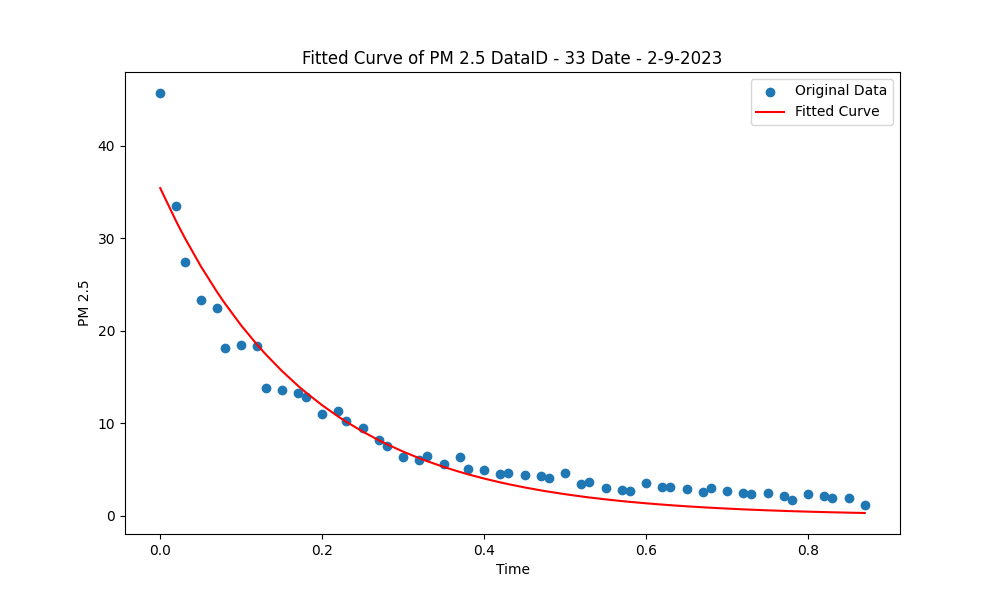 Fitted Curve of PM 2.5 DataID - 33 Date - 2-9-2023
Original Data
Fitted Curve
PM 2.5
40
30
20
10
0
0.0 0.2 0.4 0.6 0.8
Time